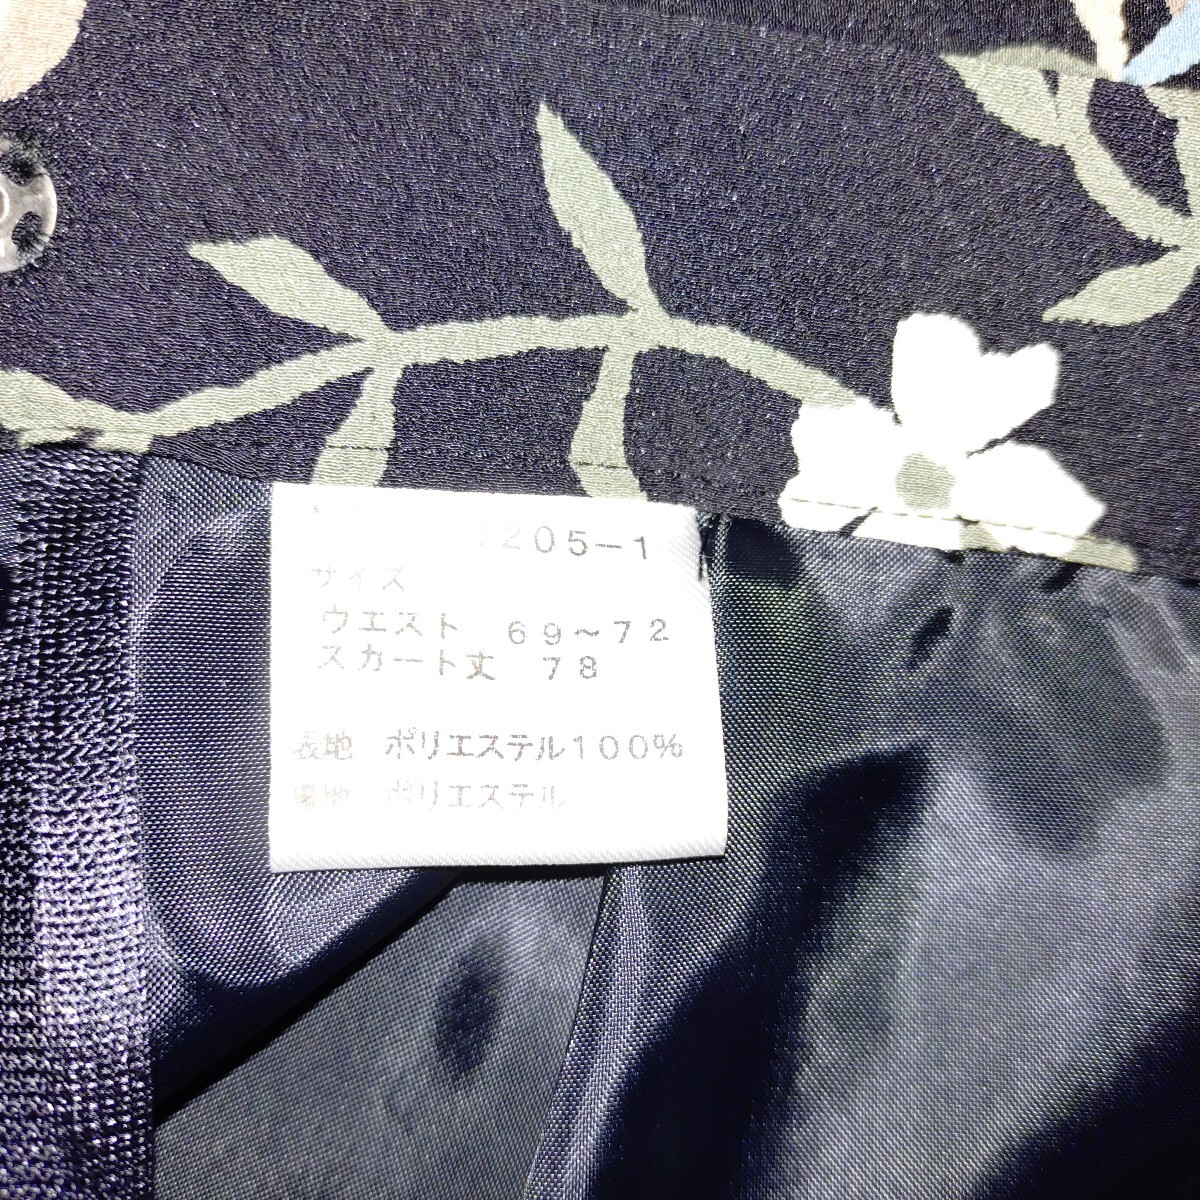 205−1
サイズ
ウエスト 69〜72
スカート丈 78
表地 ポリエステル100%
ポリエステル